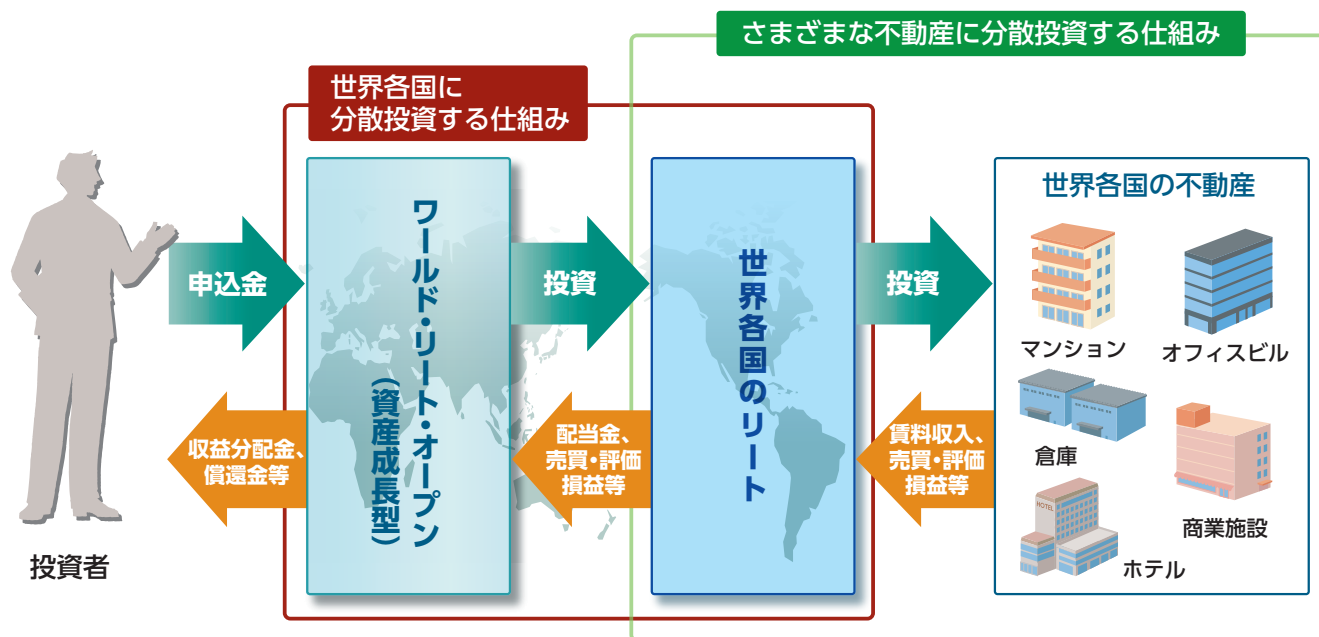 さまざまな不動産に分散投資する仕組み
世界各国に
分散投資する仕組み
申込金
収益分配金、
償還金等
投資者
ワールド・リート・オープン
(資産成長型)
投資
配当金、
売買・評価
損益等
世界各国のリート
投資
賃料収入、
売買・評価
損益等
世界各国の不動産
マンション
オフィスビル
倉庫
商業施設
HOTEL
ホテル